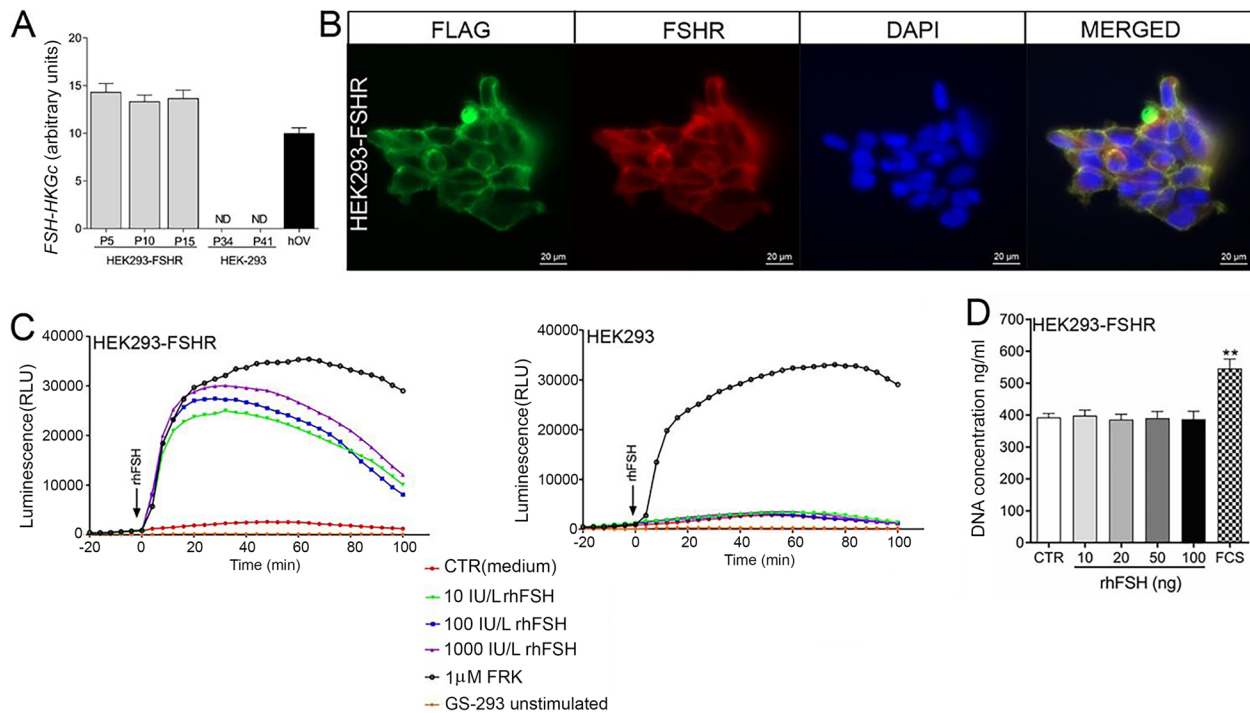 A
FSH-HKGc (arbitrary units)
20
15
10
5
0
ND ND
P5 P10 P15 P34 P41 hOV
HEK293-FSHR HEK-293
B
FLAG FSHR DAPI MERGED
HEK293-FSHR
20 µm 20 µm 20 µm 20 µm
C
HEK293-FSHR
Luminescence(RLU)
40000
30000
20000
10000
0
rhFSH
-20 0 20 40 60 80 100
Time (min)
HEK293
Luminescence(RLU)
40000
30000
20000
10000
0
rhFSH
-20 0 20 40 60 80 100
Time (min)
CTR(medium)
10 IU/L rhFSH
100 IU/L rhFSH
1000 IU/L rhFSH
1µM FRK
GS-293 unstimulated
D
HEK293-FSHR
DNA concentration ng/ml
700
600
500
400
300
200
100
0
**
CTR 10 20 50 100 FCS
rhFSH (ng)